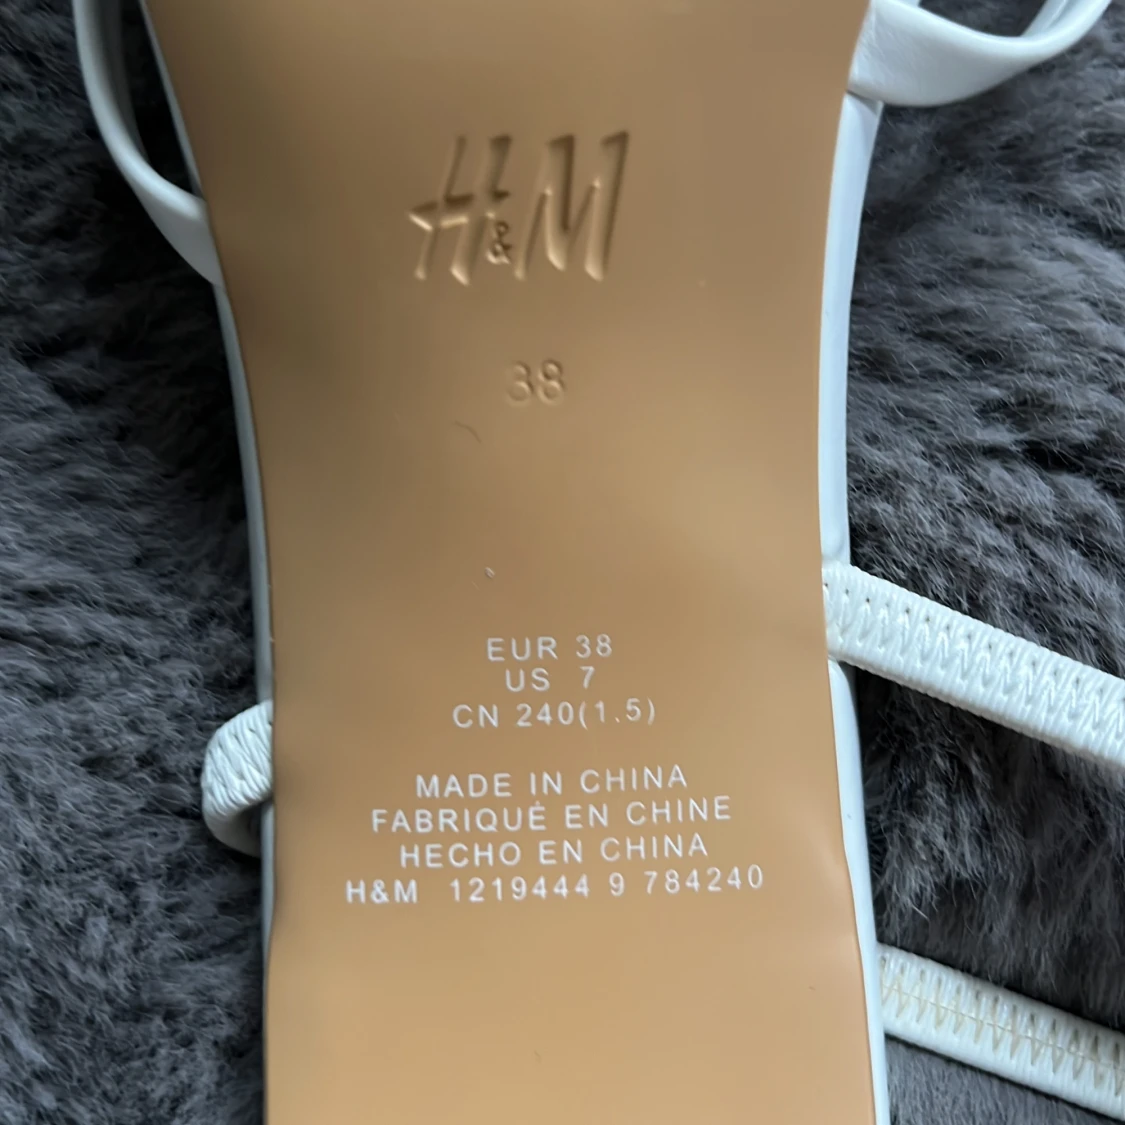 H&M
38
EUR 38
US 7
CN 240(1.5)
MADE IN CHINA
FABRIQUÉ EN CHINE
HECHO EN CHINA
H&M 1219444 9 784240